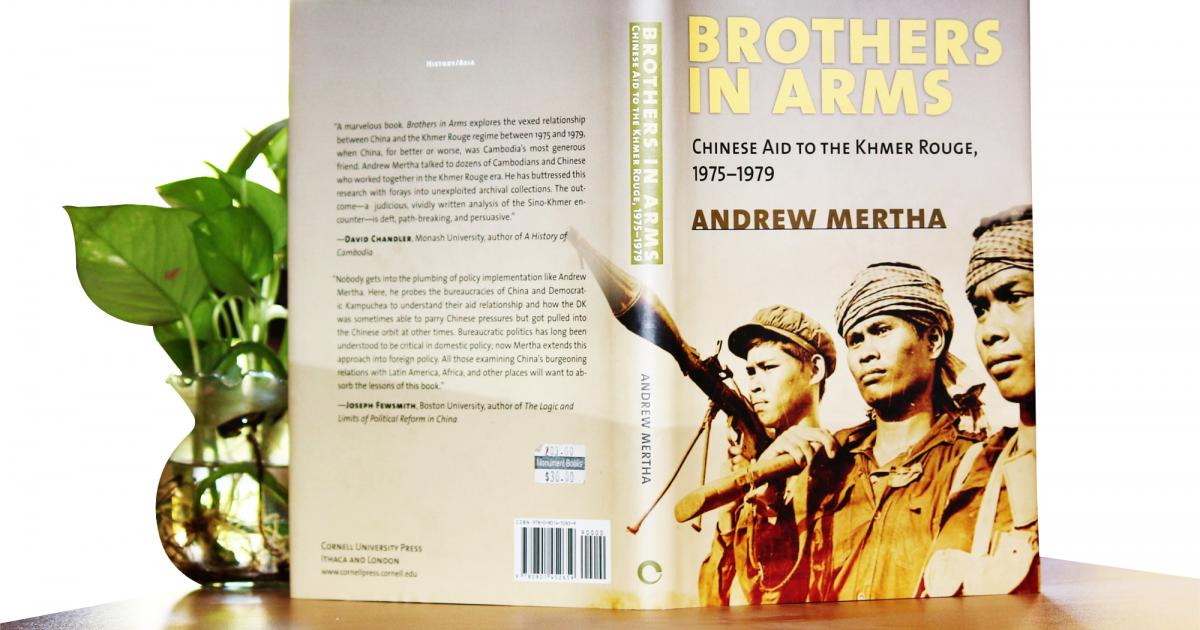 HISTORY/ASIA
"A marvelous book. Brothers in Arms explores the vexed relationship
between China and the Khmer Rouge regime between 1975 and 1979,
when China, for better or worse, was Cambodia's most generous
friend. Andrew Mertha talked to dozens of Cambodians and Chinese
who worked together in the Khmer Rouge era. He has buttressed this
research with forays into unexploited archival collections. The out-
come—a judicious, vividly written analysis of the Sino-Khmer en-
counter—is deft, path-breaking, and persuasive."
—DAVID CHANDLER, Monash University, author of A History of
Cambodia
"Nobody gets into the plumbing of policy implementation like Andrew
Mertha. Here, he probes the bureaucracies of China and Democrat-
ic Kampuchea to understand their aid relationship and how the DK
was sometimes able to parry Chinese pressures but got pulled into
the Chinese orbit at other times. Bureaucratic politics has long been
understood to be critical in domestic policy; now Mertha extends this
approach into foreign policy. All those examining China's burgeoning
relations with Latin America, Africa, and other places will want to ab-
sorb the lessons of this book."
—JOSEPH FEWSMITH, Boston University, author of The Logic and
Limits of Political Reform in China
Monument Books
$30.00
CORNELL UNIVERSITY PRESS
ITHACA AND LONDON
www.cornellpress.cornell.edu
90000
BROTHERS IN ARMS
CHINESE AID TO THE KHMER ROUGE, 1975–1979
ANDREW MERTHA
BROTHERS
IN ARMS
CHINESE AID TO THE KHMER ROUGE,
1975–1979
ANDREW MERTHA